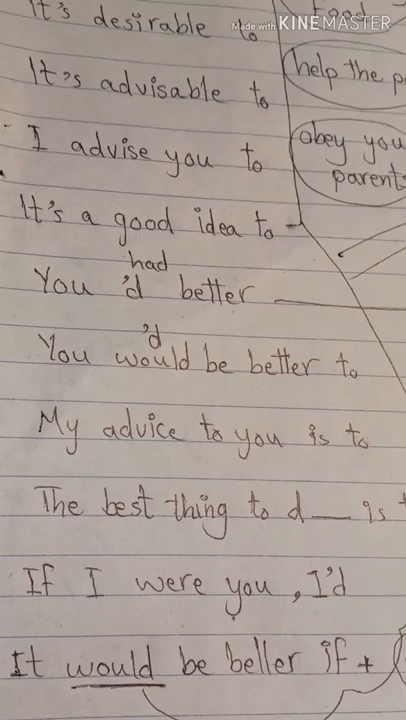 It's desirable to
food
Made with KINEMASTER
It's advisable to
help the p
I advise you to
obey you
parents
It's a good idea to
had
You 'd better
'd
You would be better to
My advice to you is to
The best thing to d__ is t
If I were you, I'd
It would be beller if +